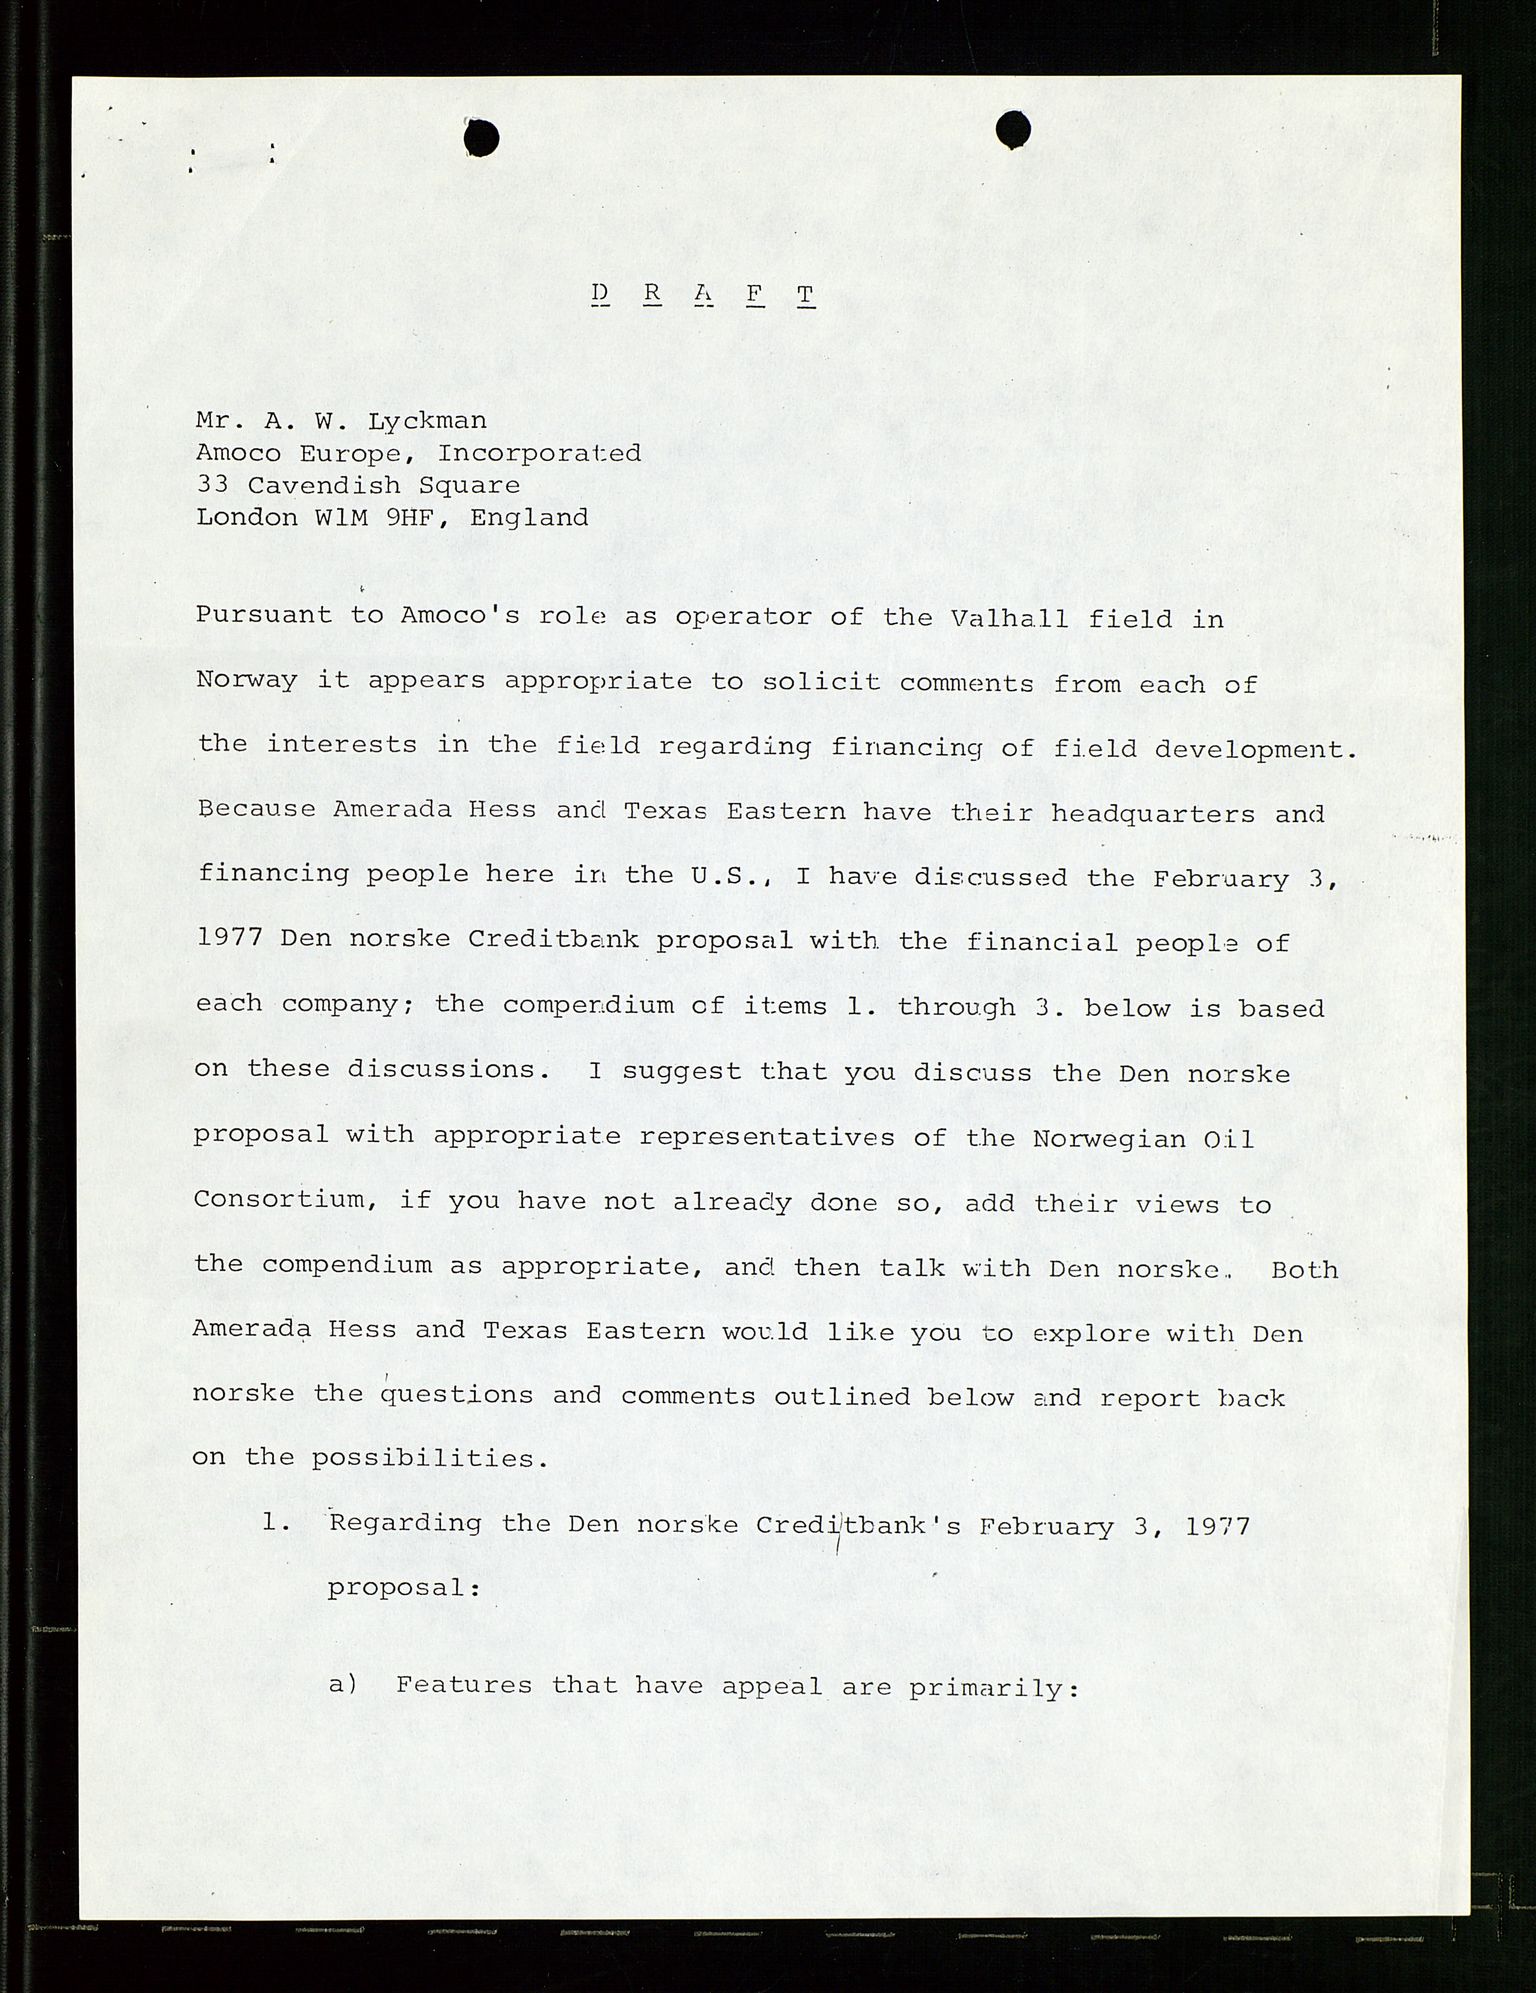 D R A F T
Mr. A. W. Lyckman
Amoco Europe, Incorporated
33 Cavendish Square
London W1M 9HF, England
Pursuant to Amoco's role as operator of the Valhall field in
Norway it appears appropriate to solicit comments from each of
the interests in the field regarding financing of field development.
Because Amerada Hess and Texas Eastern have their headquarters and
financing people here in the U.S., I have discussed the February 3,
1977 Den norske Creditbank proposal with the financial people of
each company; the compendium of items 1. through 3. below is based
on these discussions. I suggest that you discuss the Den norske
proposal with appropriate representatives of the Norwegian Oil
Consortium, if you have not already done so, add their views to
the compendium as appropriate, and then talk with Den norske. Both
Amerada Hess and Texas Eastern would like you to explore with Den
norske the questions and comments outlined below and report back
on the possibilities.
1. Regarding the Den norske Creditbank's February 3, 1977
proposal:
a) Features that have appeal are primarily: